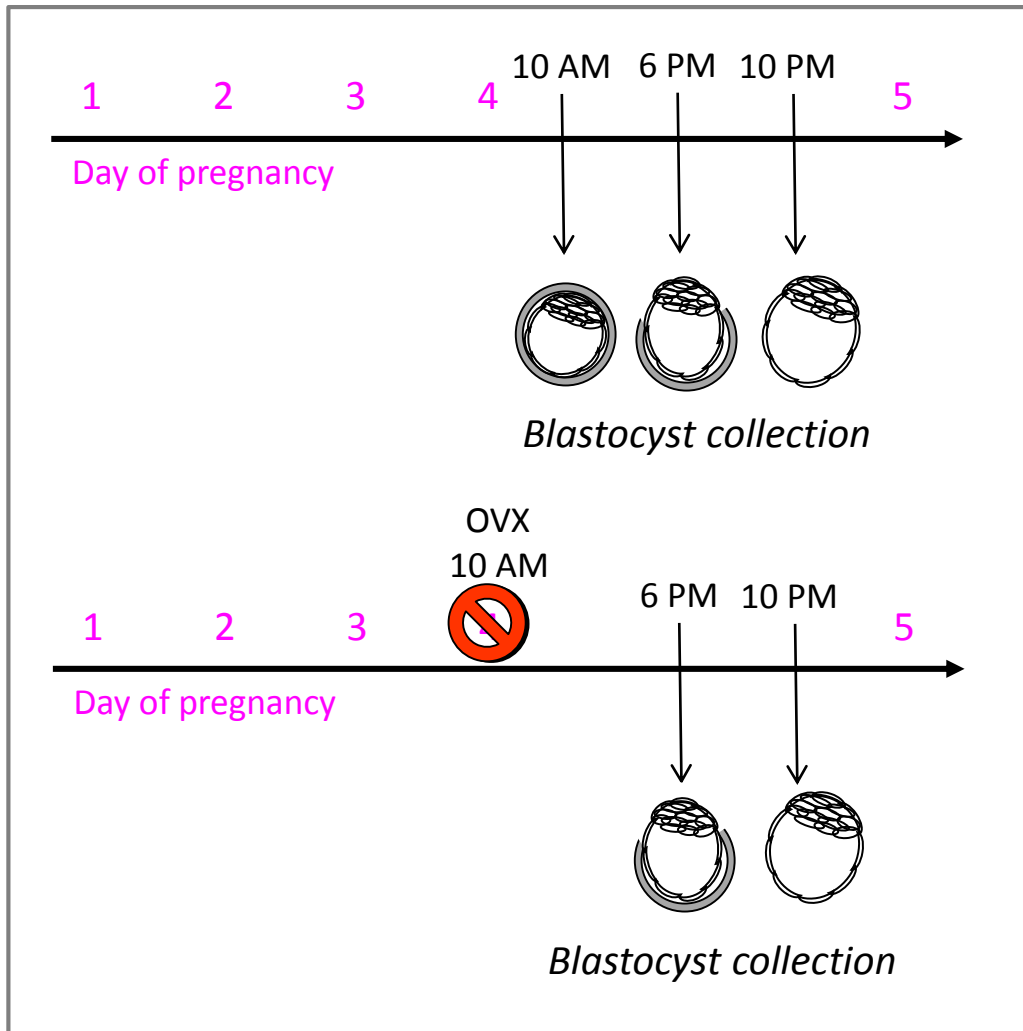 10 AM 6 PM 10 PM
1 2 3 4 5
Day of pregnancy
Blastocyst collection
OVX
10 AM
6 PM 10 PM
1 2 3 5
Day of pregnancy
Blastocyst collection